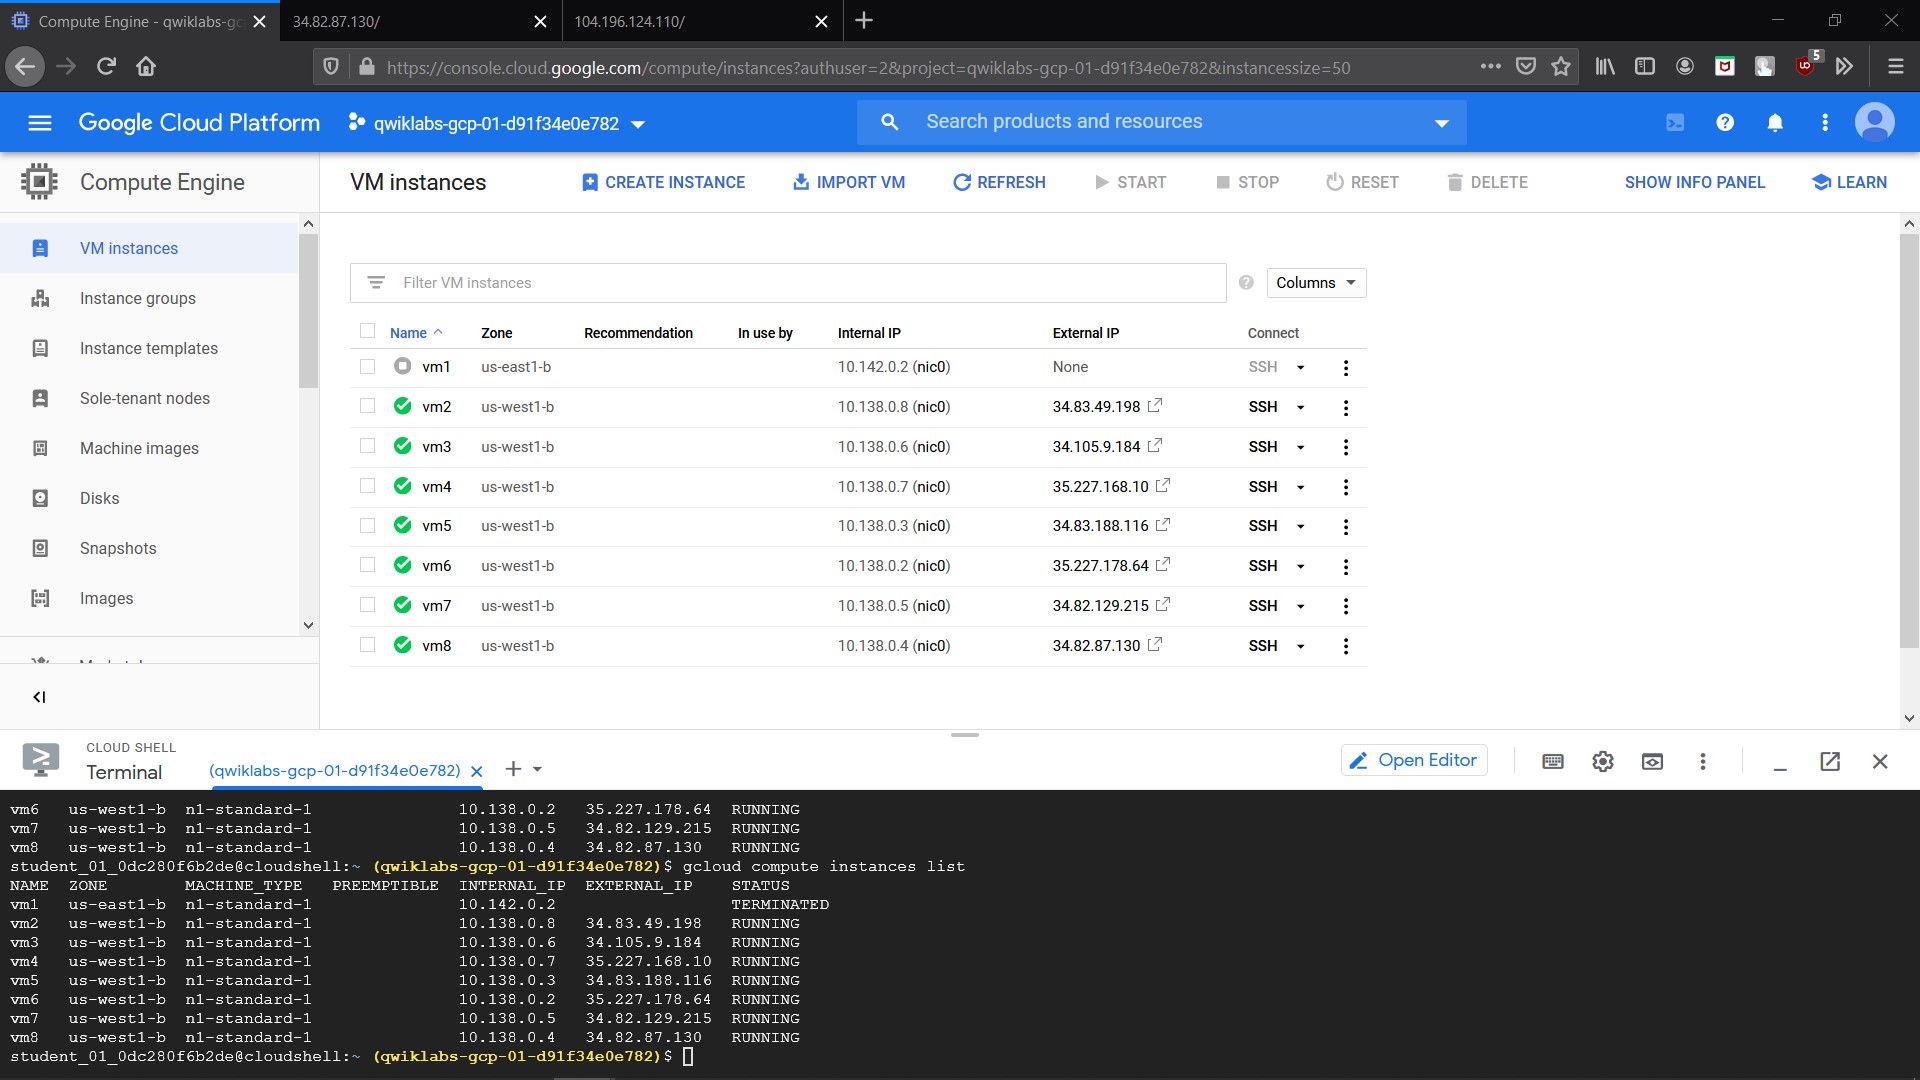 Compute Engine - qwiklabs-gc
34.82.87.130/
104.196.124.110/
https://console.cloud.google.com/compute/instances?authuser=2&project=qwiklabs-gcp-01-d91f34e0e782&instancessize=50
5
Google Cloud Platform
qwiklabs-gcp-01-d91f34e0e782
Search products and resources
Compute Engine
VM instances
CREATE INSTANCE
IMPORT VM
REFRESH
START
STOP
RESET
DELETE
SHOW INFO PANEL
LEARN
VM instances
Instance groups
Instance templates
Sole-tenant nodes
Machine images
Disks
Snapshots
Images
Filter VM instances
Columns
Name Zone Recommendation In use by Internal IP External IP Connect
vm1 us-east1-b 10.142.0.2 (nic0) None SSH
vm2 us-west1-b 10.138.0.8 (nic0) 34.83.49.198 SSH
vm3 us-west1-b 10.138.0.6 (nic0) 34.105.9.184 SSH
vm4 us-west1-b 10.138.0.7 (nic0) 35.227.168.10 SSH
vm5 us-west1-b 10.138.0.3 (nic0) 34.83.188.116 SSH
vm6 us-west1-b 10.138.0.2 (nic0) 35.227.178.64 SSH
vm7 us-west1-b 10.138.0.5 (nic0) 34.82.129.215 SSH
vm8 us-west1-b 10.138.0.4 (nic0) 34.82.87.130 SSH
CLOUD SHELL
Terminal
(qwiklabs-gcp-01-d91f34e0e782)
Open Editor
vm6 us-west1-b n1-standard-1 10.138.0.2 35.227.178.64 RUNNING
vm7 us-west1-b n1-standard-1 10.138.0.5 34.82.129.215 RUNNING
vm8 us-west1-b n1-standard-1 10.138.0.4 34.82.87.130 RUNNING
student_01_0dc280f6b2de@cloudshell:~ (qwiklabs-gcp-01-d91f34e0e782)$ gcloud compute instances list
NAME ZONE MACHINE_TYPE PREEMPTIBLE INTERNAL_IP EXTERNAL_IP STATUS
vm1 us-east1-b n1-standard-1 10.142.0.2 TERMINATED
vm2 us-west1-b n1-standard-1 10.138.0.8 34.83.49.198 RUNNING
vm3 us-west1-b n1-standard-1 10.138.0.6 34.105.9.184 RUNNING
vm4 us-west1-b n1-standard-1 10.138.0.7 35.227.168.10 RUNNING
vm5 us-west1-b n1-standard-1 10.138.0.3 34.83.188.116 RUNNING
vm6 us-west1-b n1-standard-1 10.138.0.2 35.227.178.64 RUNNING
vm7 us-west1-b n1-standard-1 10.138.0.5 34.82.129.215 RUNNING
vm8 us-west1-b n1-standard-1 10.138.0.4 34.82.87.130 RUNNING
student_01_0dc280f6b2de@cloudshell:~ (qwiklabs-gcp-01-d91f34e0e782)$